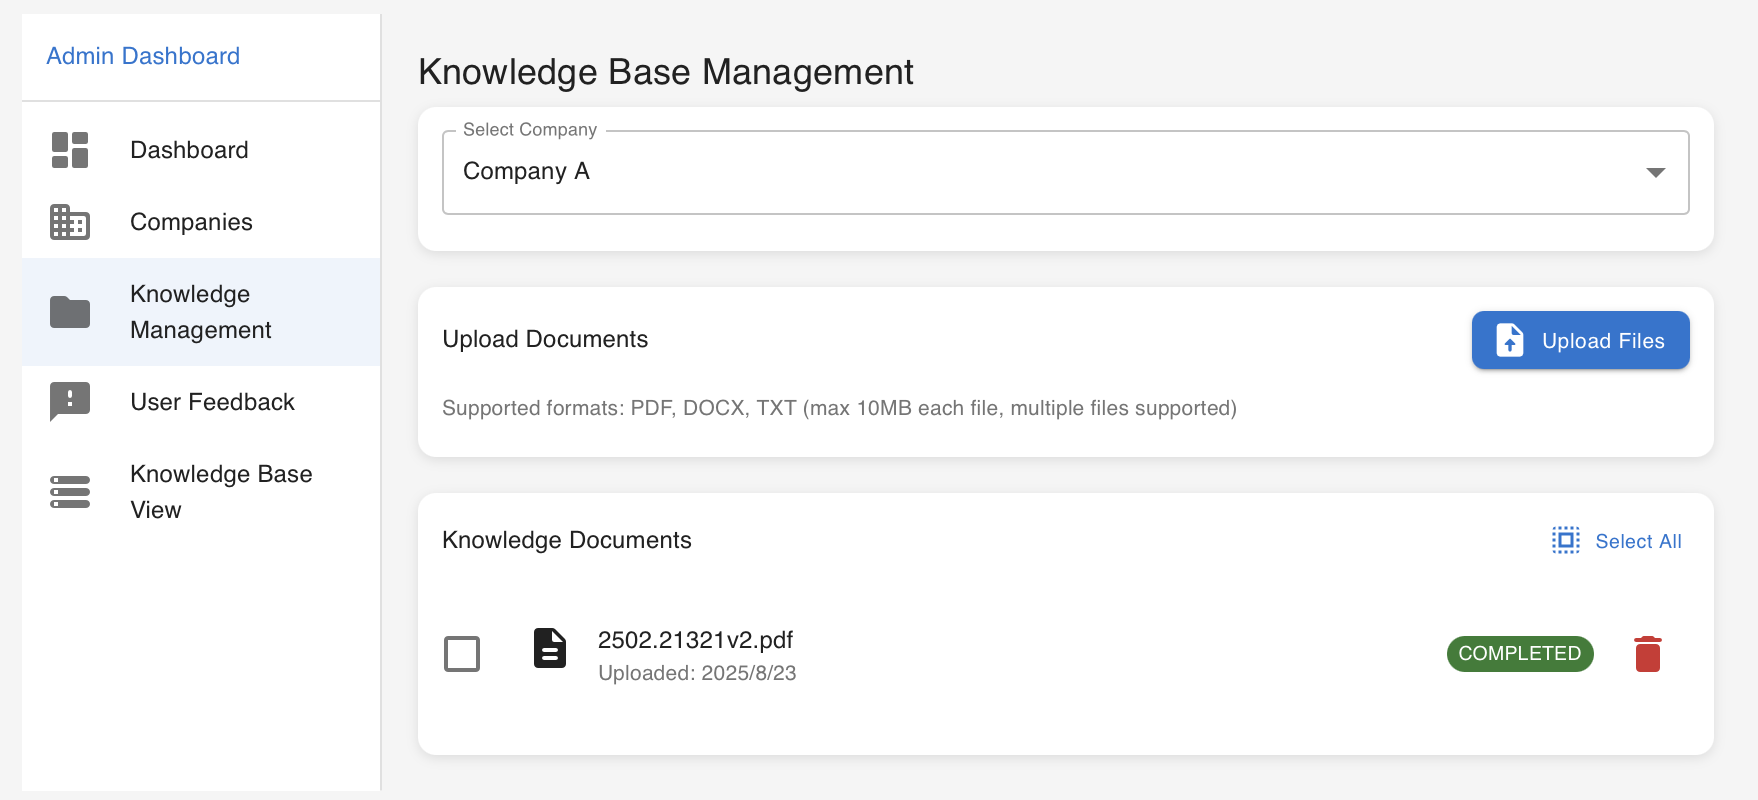 Admin Dashboard
Dashboard
Companies
Knowledge
Management
User Feedback
Knowledge Base
View
Knowledge Base Management
Select Company
Company A
Upload Documents
Upload Files
Supported formats: PDF, DOCX, TXT (max 10MB each file, multiple files supported)
Knowledge Documents
Select All
2502.21321v2.pdf
Uploaded: 2025/8/23
COMPLETED